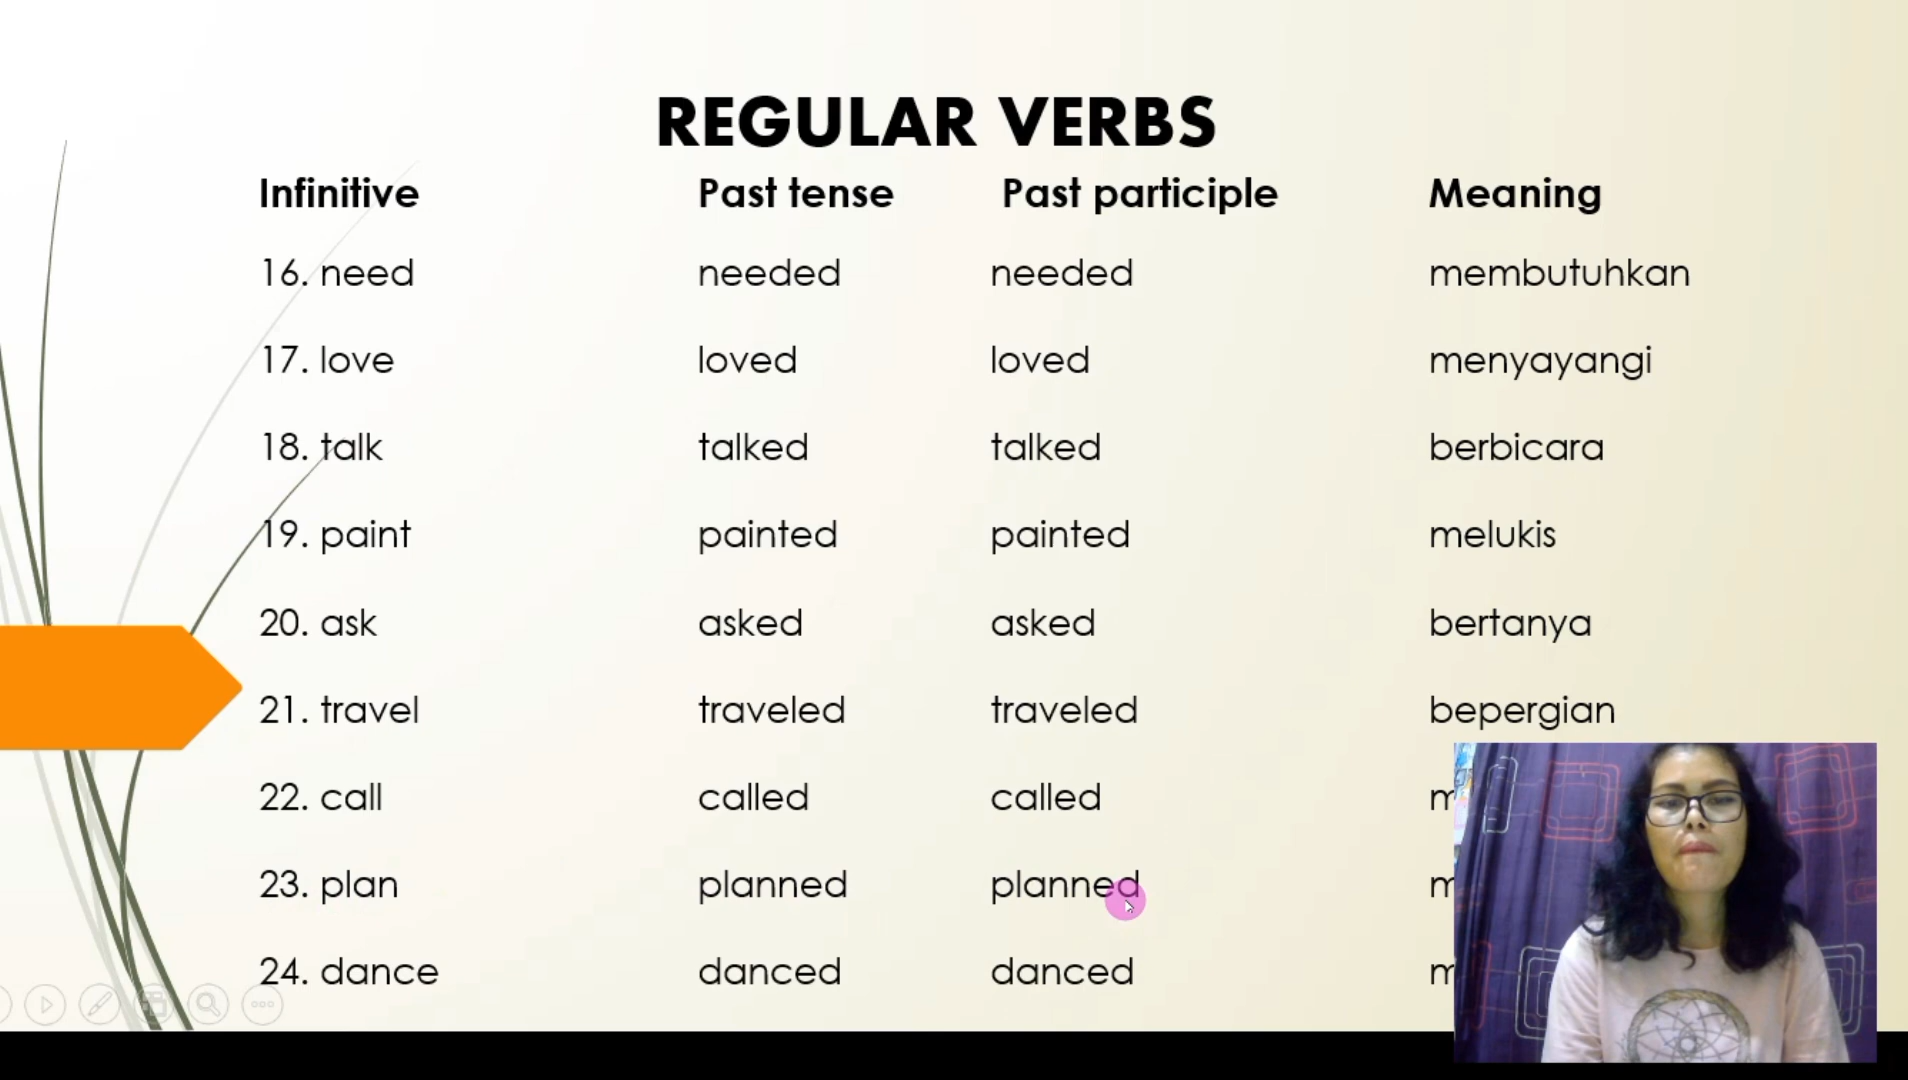 REGULAR VERBS
Infinitive Past tense Past participle Meaning
16. need needed needed membutuhkan
17. love loved loved menyayangi
18. talk talked talked berbicara
19. paint painted painted melukis
20. ask asked asked bertanya
21. travel traveled traveled bepergian
22. call called called
23. plan planned planned
24. dance danced danced